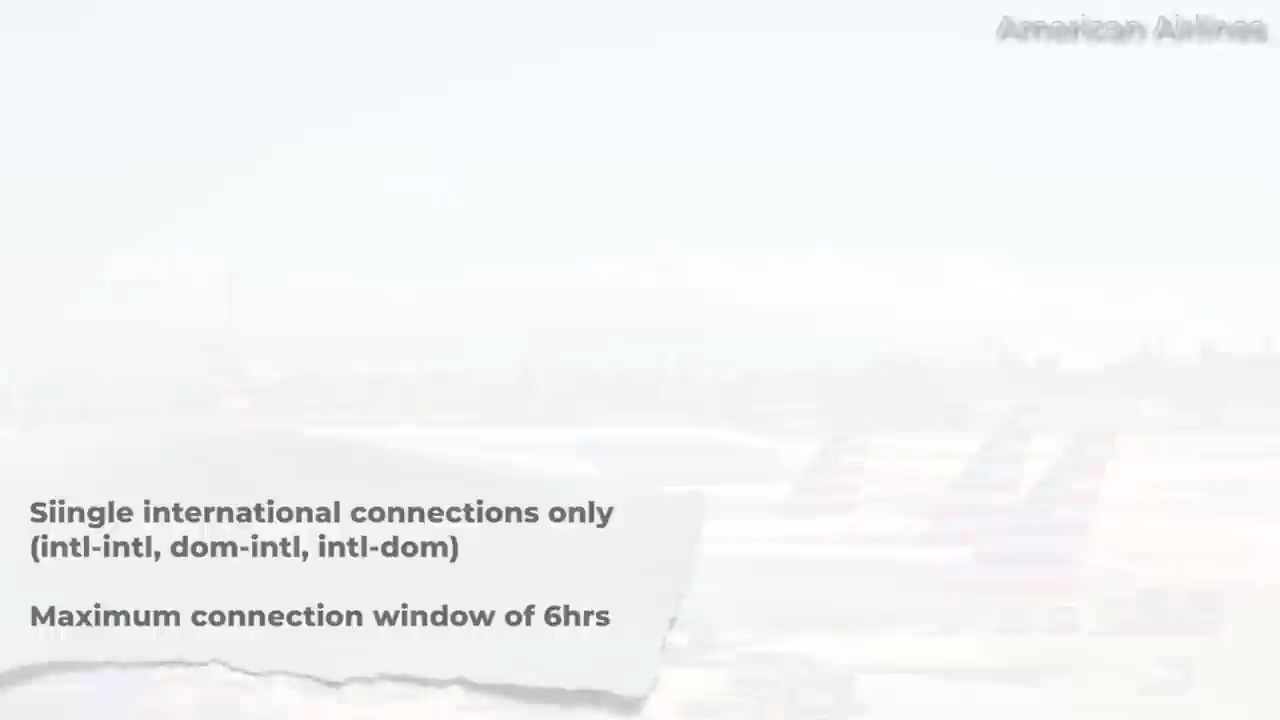 American Airlines
Siingle international connections only
(intl-intl, dom-intl, intl-dom)
Maximum connection window of 6hrs